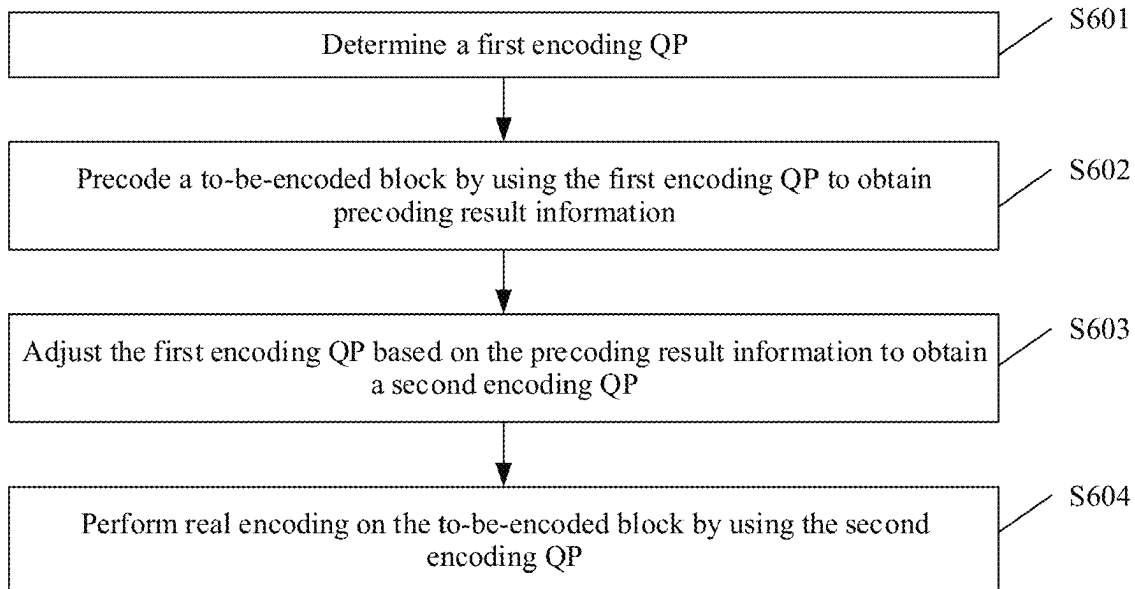 Determine a first encoding QP
S601
Precode a to-be-encoded block by using the first encoding QP to obtain
precoding result information
S602
Adjust the first encoding QP based on the precoding result information to obtain
a second encoding QP
S603
Perform real encoding on the to-be-encoded block by using the second
encoding QP
S604